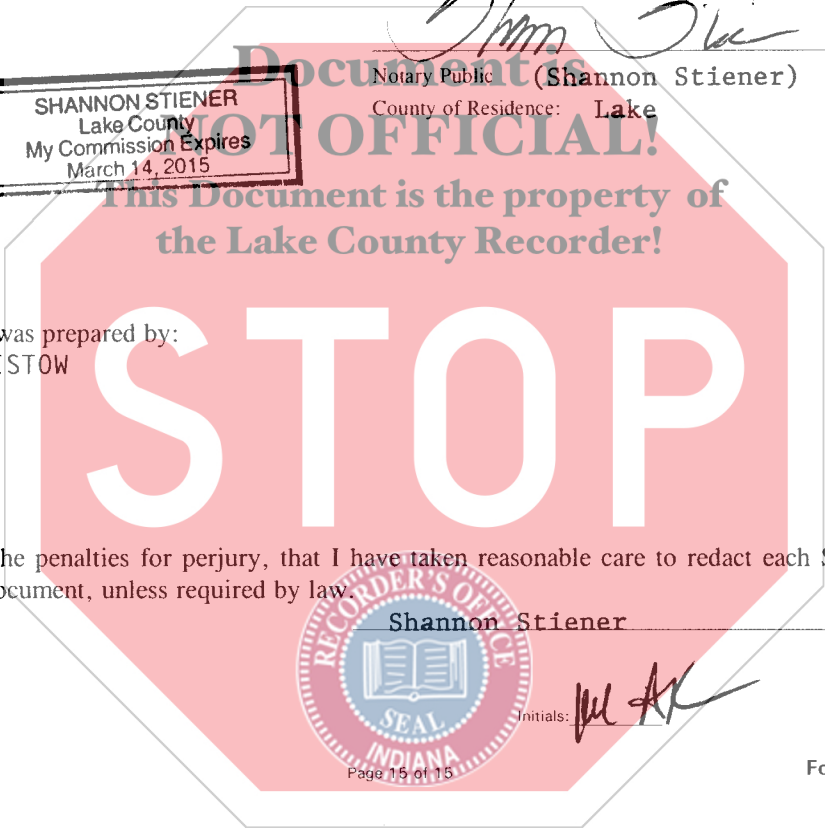 Document is
Notary Public (Shannon Stiener)
SHANNON STIENER
Lake County
My Commission Expires
March 14, 2015
County of Residence: Lake
NOT OFFICIAL!
This Document is the property of
the Lake County Recorder!
was prepared by:
ISTOW
STOP
he penalties for perjury, that I have taken reasonable care to redact each S
ocument, unless required by law.
Shannon Stiener
RECORDER'S OFFICE
SEAL
INDIANA
Initials:
Page 15 of 15
Fo